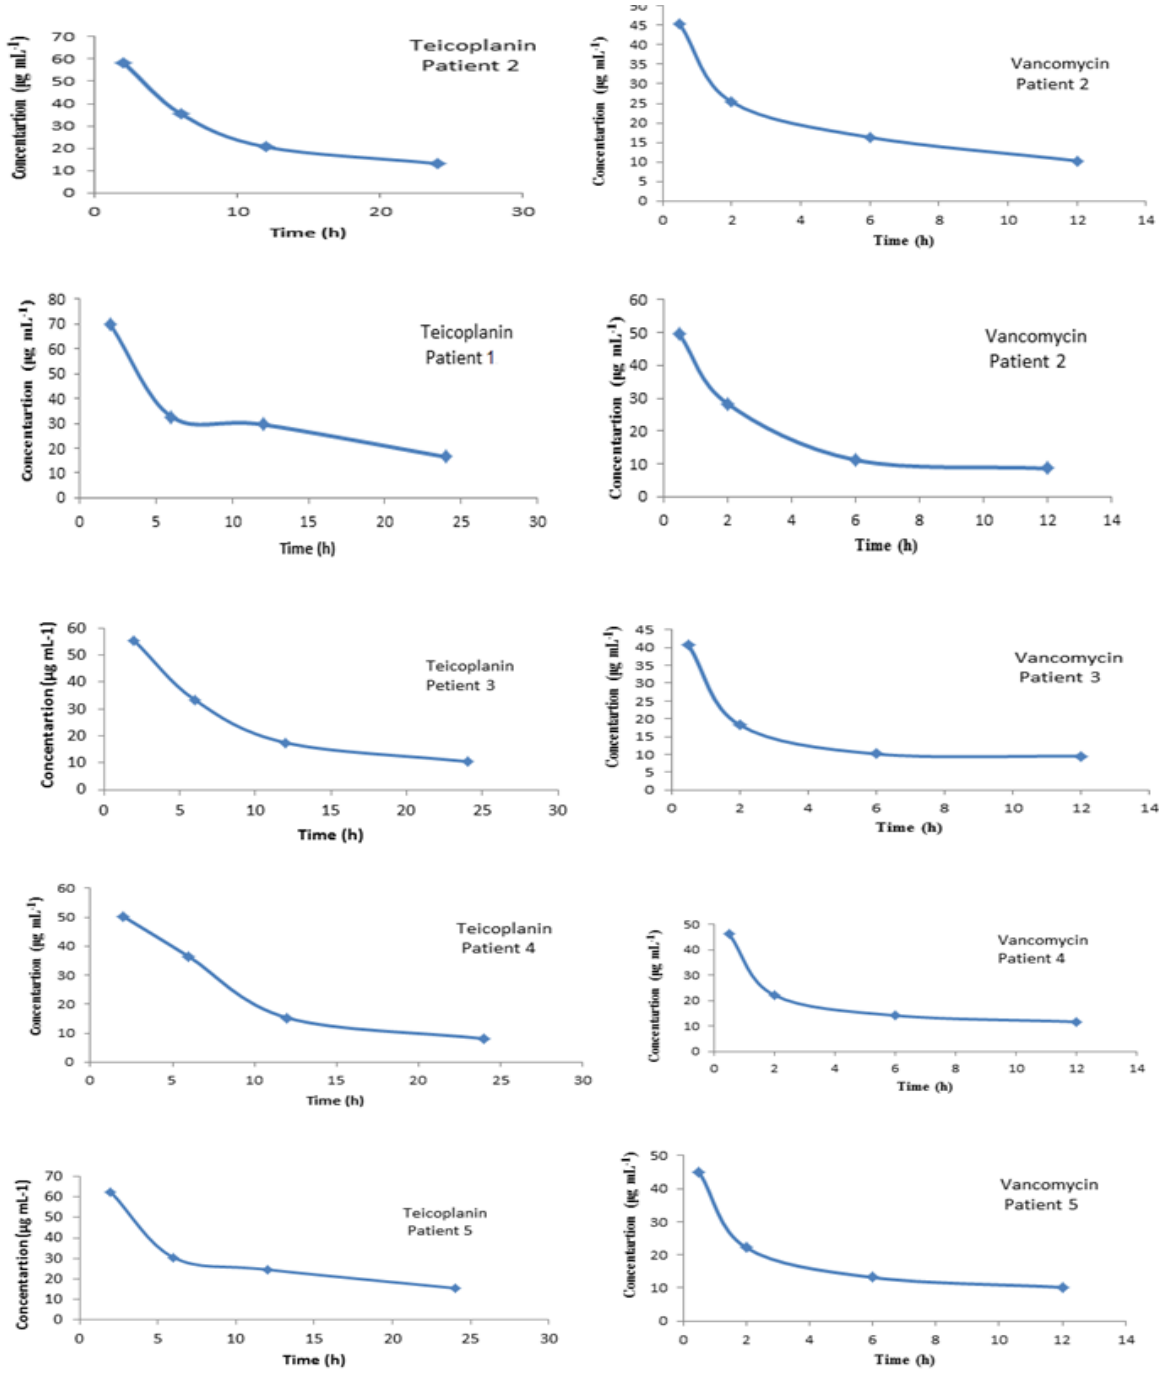 Concentartion (µg mL-1)
70
60
50
40
30
20
10
0
Teicoplanin
Patient 2
0 10 20 30
Time (h)
Concentartion (µg mL-1)
50
45
40
35
30
25
20
15
10
5
0
Vancomycin
Patient 2
0 2 4 6 8 10 12 14
Time (h)
Concentartion (µg mL-1)
80
70
60
50
40
30
20
10
0
Teicoplanin
Patient 1
0 5 10 15 20 25 30
Time (h)
Concentartion (µg mL-1)
60
50
40
30
20
10
0
Vancomycin
Patient 2
0 2 4 6 8 10 12 14
Time (h)
Concentartion (µg mL-1)
60
50
40
30
20
10
0
Teicoplanin
Petient 3
0 5 10 15 20 25 30
Time (h)
Concentartion (µg mL-1)
45
40
35
30
25
20
15
10
5
0
Vancomycin
Patient 3
0 2 4 6 8 10 12 14
Time (h)
Concentartion (µg mL-1)
60
50
40
30
20
10
0
Teicoplanin
Patient 4
0 5 10 15 20 25 30
Time (h)
Concentartion (µg mL-1)
50
40
30
20
10
0
Vancomycin
Patient 4
0 2 4 6 8 10 12 14
Time (h)
Concentartion (µg mL-1)
70
60
50
40
30
20
10
0
Teicoplanin
Patient 5
0 5 10 15 20 25 30
Time (h)
Concentartion (µg mL-1)
50
40
30
20
10
0
Vancomycin
Patient 5
0 2 4 6 8 10 12 14
Time (h)